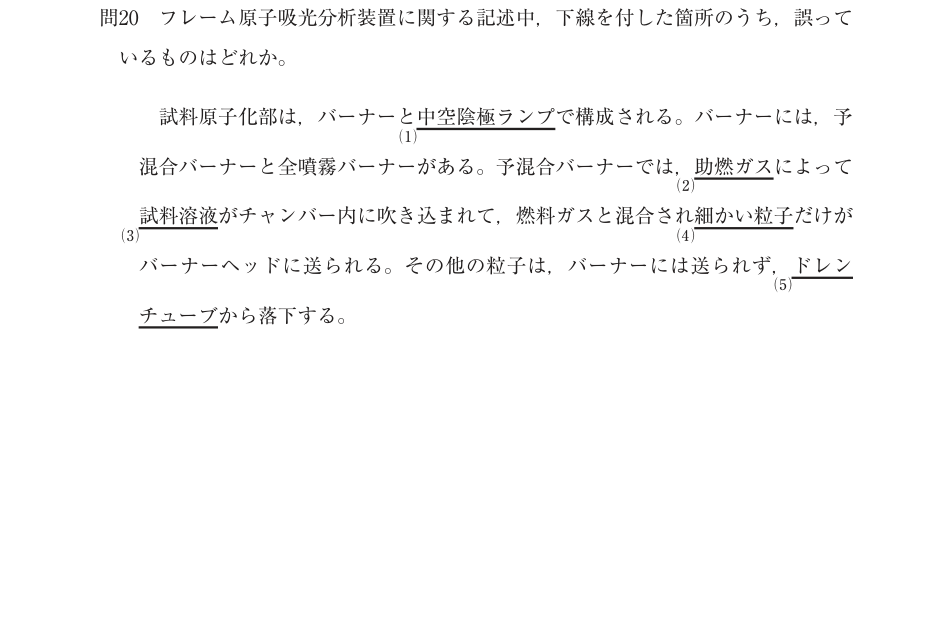 問20　フレーム原子吸光分析装置に関する記述中，下線を付した箇所のうち，誤って
いるものはどれか。
試料原子化部は，バーナーと中空陰極ランプで構成される。バーナーには，予
(1)
混合バーナーと全噴霧バーナーがある。予混合バーナーでは，助燃ガスによって
(2)
試料溶液がチャンバー内に吹き込まれて，燃料ガスと混合され細かい粒子だけが
(3) (4)
バーナーヘッドに送られる。その他の粒子は，バーナーには送られず，ドレン
(5)
チューブから落下する。